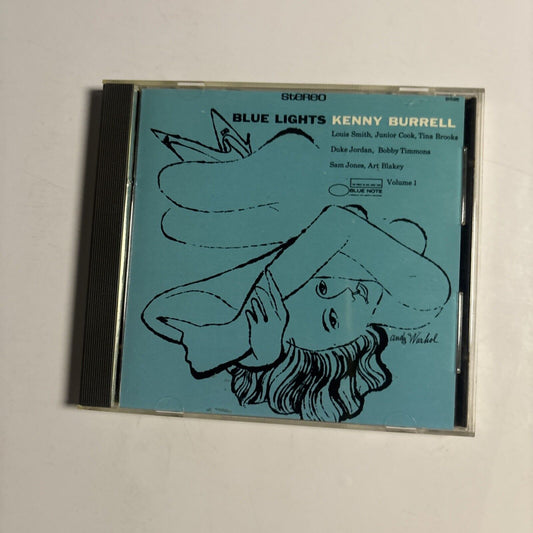 STEREO
BLUE LIGHTS KENNY BURRELL
Louis Smith, Junior Cook, Tina Brooks
Duke Jordan, Bobby Timmons
Sam Jones, Art Blakey
Volume 1
BLUE NOTE
andy Warhol